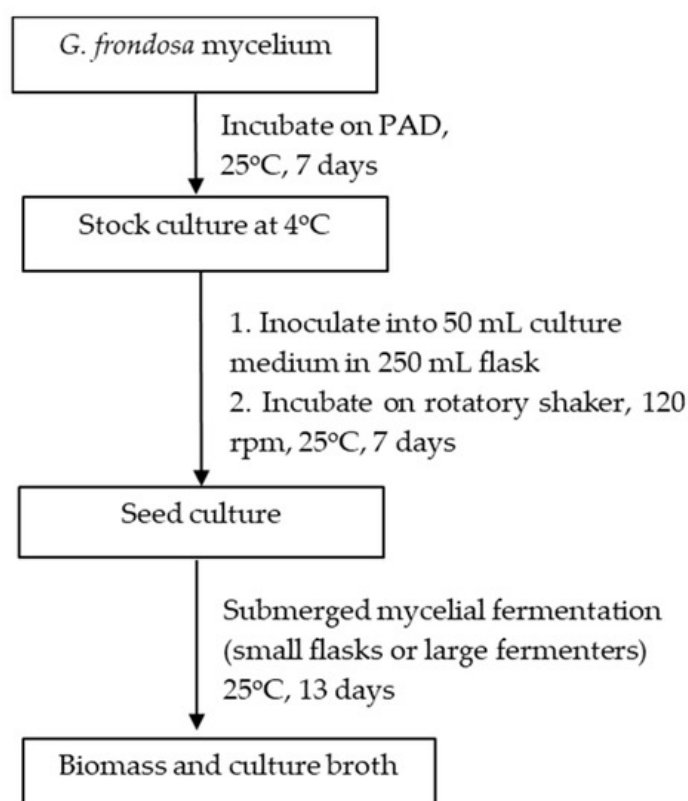 G. frondosa mycelium
Incubate on PAD,
25ºC, 7 days
Stock culture at 4ºC
1. Inoculate into 50 mL culture
medium in 250 mL flask
2. Incubate on rotatory shaker, 120
rpm, 25ºC, 7 days
Seed culture
Submerged mycelial fermentation
(small flasks or large fermenters)
25ºC, 13 days
Biomass and culture broth